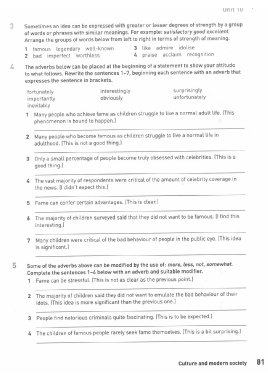 Unit 10
3 Sometimes an idea can be expressed with greater or lesser degrees of strength by a group
of words or phrases with similar meanings. For example: satisfactory good excellent
Arrange the groups of words below from left to right in terms of strength of meaning.
1 famous legendary well-known 3 like admire idolise
2 bad imperfect worthless 4 praise acclaim recognition
4 The adverbs below can be placed at the beginning of a statement to show your attitude
to what follows. Rewrite the sentences 1–7, beginning each sentence with an adverb that
expresses the sentence in brackets.
fortunately interestingly surprisingly
importantly obviously unfortunately
inevitably
1 Many people who achieve fame as children struggle to live a normal adult life. (This
phenomenon is bound to happen.)
2 Many people who become famous as children struggle to live a normal life in
adulthood. (This is not a good thing.)
3 Only a small percentage of people become truly obsessed with celebrities. (This is a
good thing.)
4 The vast majority of respondents were critical of the amount of celebrity coverage in
the news. (I didn't expect this.)
5 Fame can confer certain advantages. (This is clear.)
6 The majority of children surveyed said that they did not want to be famous. (I find this
interesting.)
7 Many children were critical of the bad behaviour of people in the public eye. (This idea
is significant.)
5 Some of the adverbs above can be modified by the use of: more, less, not, somewhat.
Complete the sentences 1–4 below with an adverb and suitable modifier.
1 Fame can be stressful. (This is not as clear as the previous point.)
2 The majority of children said they did not want to emulate the bad behaviour of their
idols. (This idea is more significant than the previous one.)
3 People find notorious criminals quite fascinating. (This is to be expected.)
4 The children of famous people rarely seek fame themselves. (This is a bit surprising.)
Culture and modern society 81